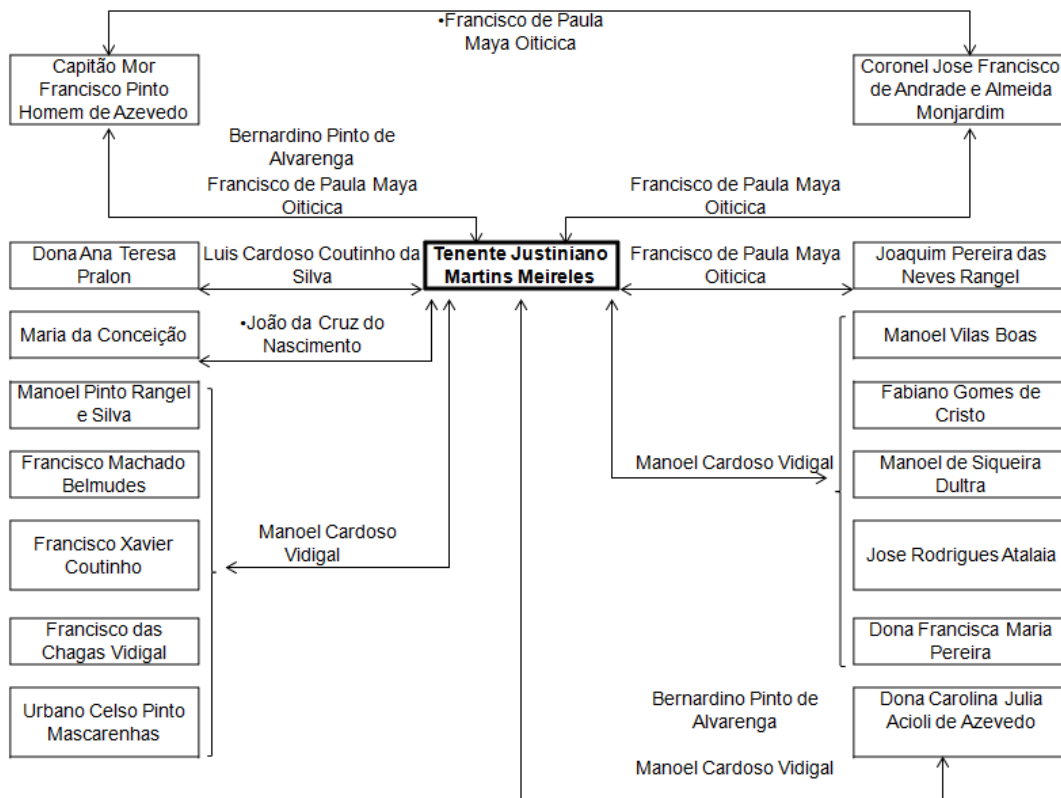 •Francisco de Paula
Maya Oiticica
Capitão Mor
Francisco Pinto
Homem de Azevedo
Coronel Jose Francisco
de Andrade e Almeida
Monjardim
Bernardino Pinto de
Alvarenga
Francisco de Paula Maya
Oiticica
Francisco de Paula Maya
Oiticica
Dona Ana Teresa
Pralon
Luis Cardoso Coutinho da
Silva
Tenente Justiniano
Martins Meireles
Francisco de Paula Maya
Oiticica
Joaquim Pereira das
Neves Rangel
Maria da Conceição
•João da Cruz do
Nascimento
Manoel Vilas Boas
Manoel Pinto Rangel
e Silva
Fabiano Gomes de
Cristo
Francisco Machado
Belmudes
Manoel Cardoso Vidigal
Manoel de Siqueira
Dultra
Francisco Xavier
Coutinho
Manoel Cardoso
Vidigal
Jose Rodrigues Atalaia
Francisco das
Chagas Vidigal
Dona Francisca Maria
Pereira
Urbano Celso Pinto
Mascarenhas
Bernardino Pinto de
Alvarenga
Manoel Cardoso Vidigal
Dona Carolina Julia
Acioli de Azevedo